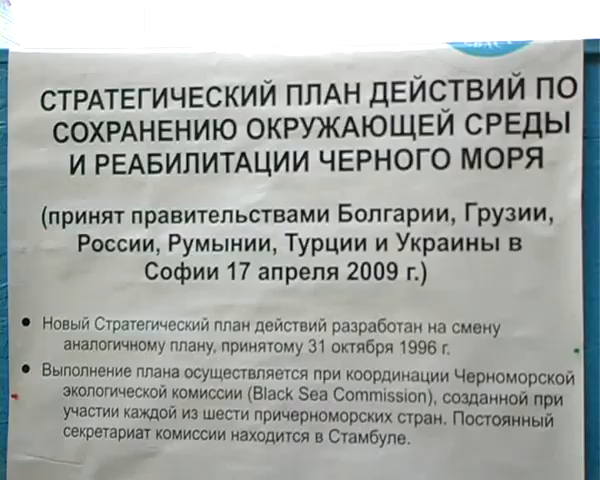 СТРАТЕГИЧЕСКИЙ ПЛАН ДЕЙСТВИЙ ПО
СОХРАНЕНИЮ ОКРУЖАЮЩЕЙ СРЕДЫ
И РЕАБИЛИТАЦИИ ЧЕРНОГО МОРЯ
(принят правительствами Болгарии, Грузии,
России, Румынии, Турции и Украины в
Софии 17 апреля 2009 г.)
• Новый Стратегический план действий разработан на смену
аналогичному плану, принятому 31 октября 1996 г.
• Выполнение плана осуществляется при координации Черноморской
экологической комиссии (Black Sea Commission), созданной при
участии каждой из шести причерноморских стран. Постоянный
секретариат комиссии находится в Стамбуле.